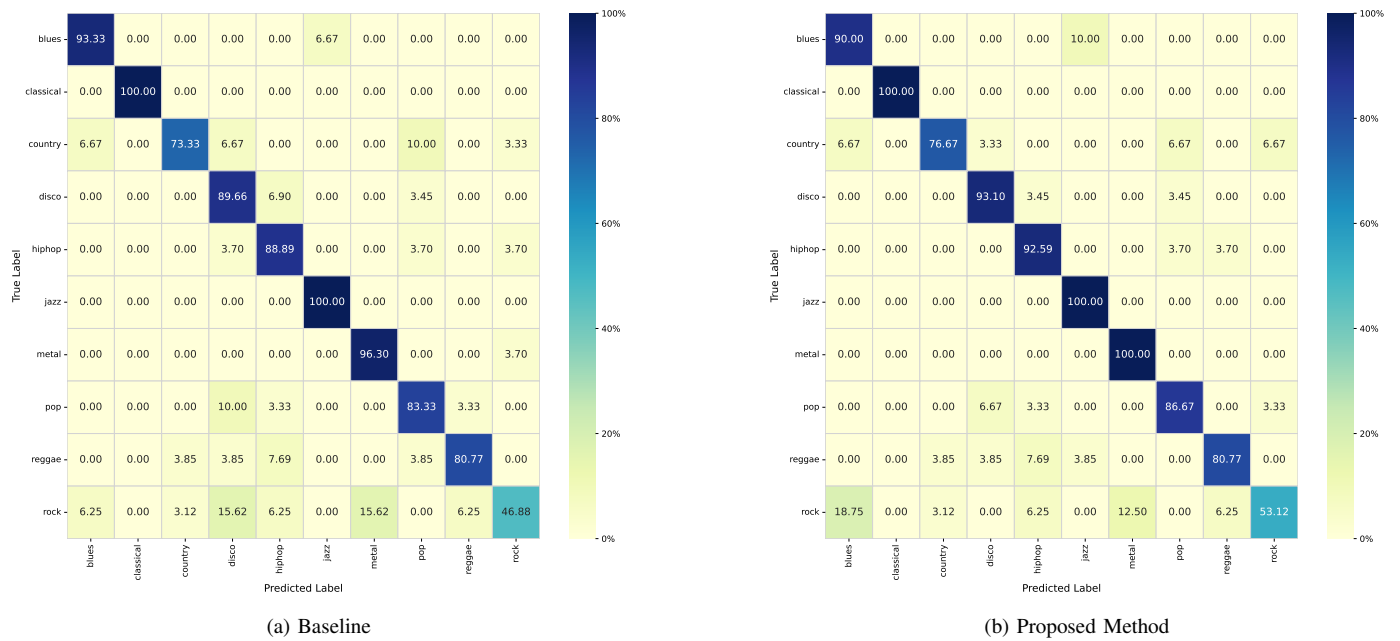 blues 93.33 0.00 0.00 0.00 0.00 6.67 0.00 0.00 0.00 0.00
classical 0.00 100.00 0.00 0.00 0.00 0.00 0.00 0.00 0.00 0.00
country 6.67 0.00 73.33 6.67 0.00 0.00 0.00 10.00 0.00 3.33
disco 0.00 0.00 0.00 89.66 6.90 0.00 0.00 3.45 0.00 0.00
hiphop 0.00 0.00 0.00 3.70 88.89 0.00 0.00 3.70 0.00 3.70
jazz 0.00 0.00 0.00 0.00 0.00 100.00 0.00 0.00 0.00 0.00
metal 0.00 0.00 0.00 0.00 0.00 0.00 96.30 0.00 0.00 3.70
pop 0.00 0.00 0.00 10.00 3.33 0.00 0.00 83.33 3.33 0.00
reggae 0.00 0.00 3.85 3.85 7.69 0.00 0.00 3.85 80.77 0.00
rock 6.25 0.00 3.12 15.62 6.25 0.00 15.62 0.00 6.25 46.88
True Label
blues classical country disco hiphop jazz metal pop reggae rock
Predicted Label
100%
80%
60%
40%
20%
0%
(a) Baseline
blues 90.00 0.00 0.00 0.00 0.00 10.00 0.00 0.00 0.00 0.00
classical 0.00 100.00 0.00 0.00 0.00 0.00 0.00 0.00 0.00 0.00
country 6.67 0.00 76.67 3.33 0.00 0.00 0.00 6.67 0.00 6.67
disco 0.00 0.00 0.00 93.10 3.45 0.00 0.00 3.45 0.00 0.00
hiphop 0.00 0.00 0.00 0.00 92.59 0.00 0.00 3.70 3.70 0.00
jazz 0.00 0.00 0.00 0.00 0.00 100.00 0.00 0.00 0.00 0.00
metal 0.00 0.00 0.00 0.00 0.00 0.00 100.00 0.00 0.00 0.00
pop 0.00 0.00 0.00 6.67 3.33 0.00 0.00 86.67 0.00 3.33
reggae 0.00 0.00 3.85 3.85 7.69 3.85 0.00 0.00 80.77 0.00
rock 18.75 0.00 3.12 0.00 6.25 0.00 12.50 0.00 6.25 53.12
True Label
blues classical country disco hiphop jazz metal pop reggae rock
Predicted Label
100%
80%
60%
40%
20%
0%
(b) Proposed Method